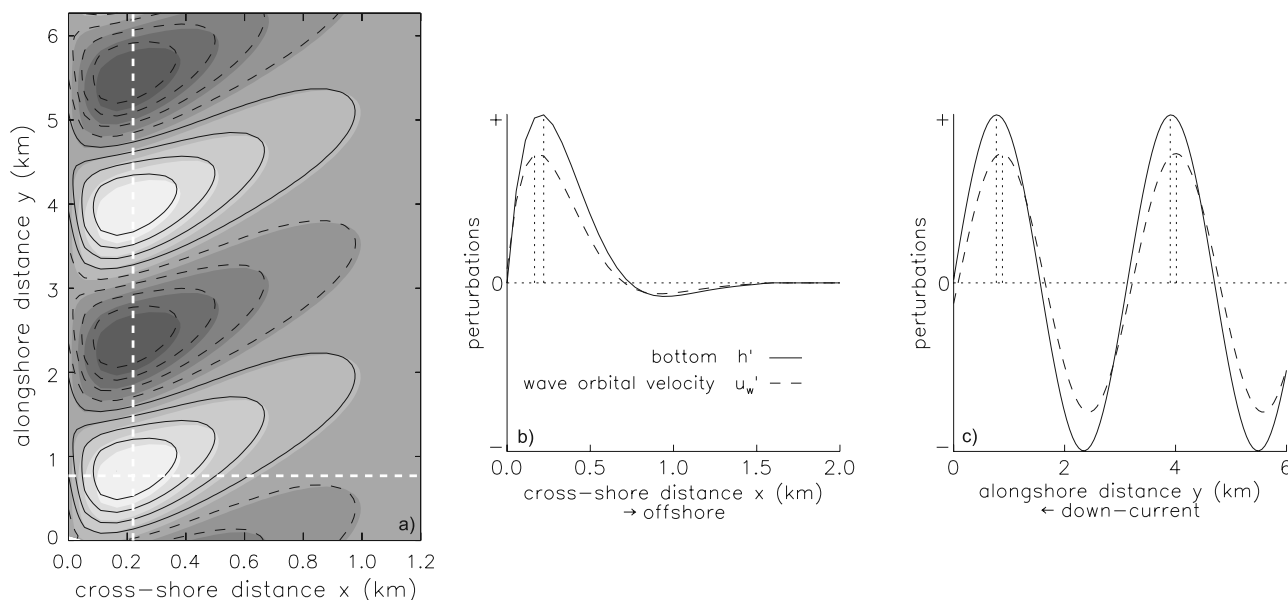 6
5
4
3
2
1
0
alongshore distance y (km)
a)
0.0 0.2 0.4 0.6 0.8 1.0 1.2
cross-shore distance x (km)
+
0
−
perturbations
bottom h'
wave orbital velocity u_w'
b)
0.0 0.5 1.0 1.5 2.0
cross-shore distance x (km)
→ offshore
+
0
−
perturbations
c)
0 2 4 6
alongshore distance y (km)
← down-current